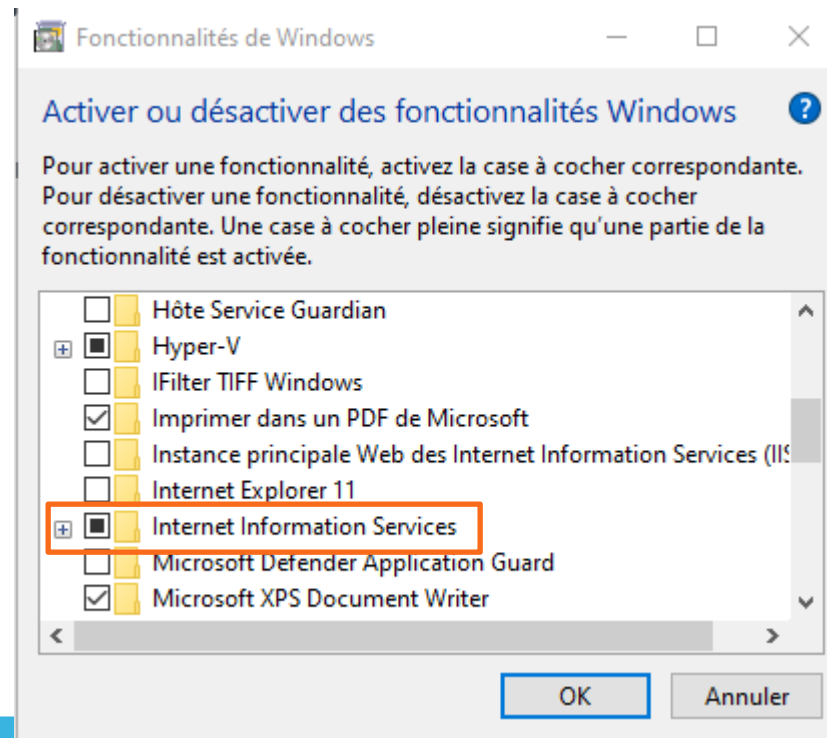 Fonctionnalités de Windows
Activer ou désactiver des fonctionnalités Windows
Pour activer une fonctionnalité, activez la case à cocher correspondante.
Pour désactiver une fonctionnalité, désactivez la case à cocher
correspondante. Une case à cocher pleine signifie qu'une partie de la
fonctionnalité est activée.
Hôte Service Guardian
Hyper-V
IFilter TIFF Windows
Imprimer dans un PDF de Microsoft
Instance principale Web des Internet Information Services (IIS
Internet Explorer 11
Internet Information Services
Microsoft Defender Application Guard
Microsoft XPS Document Writer
OK Annuler